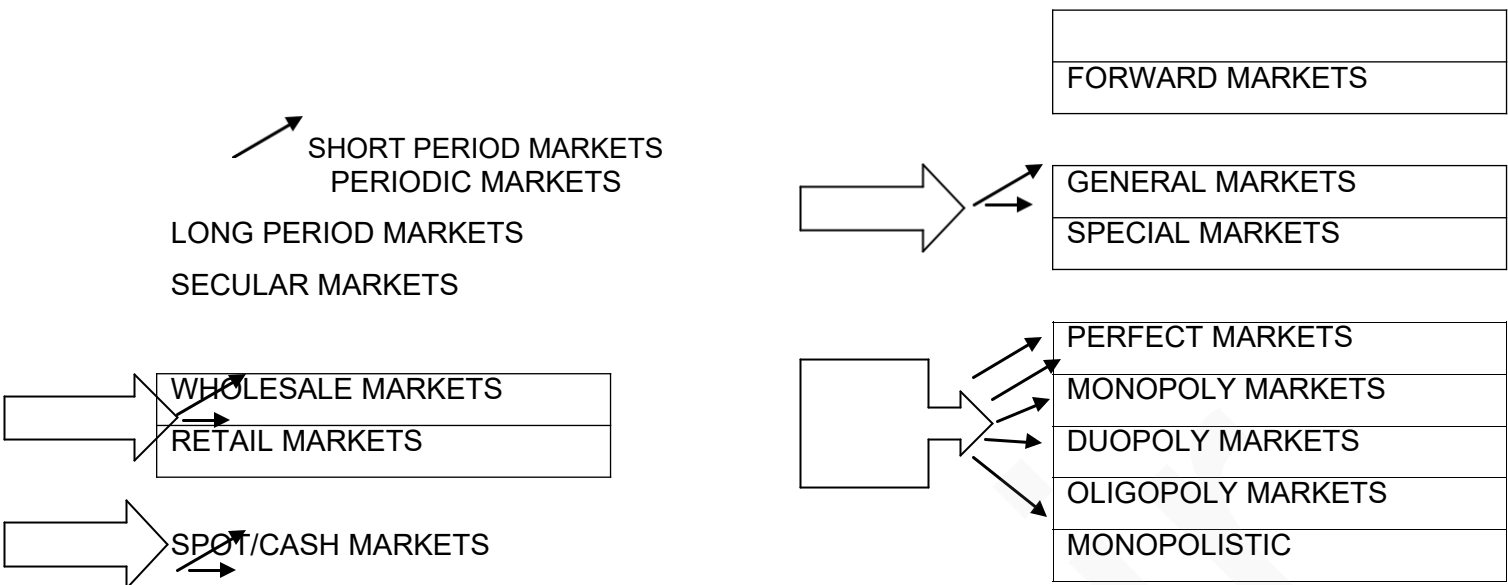 SHORT PERIOD MARKETS
PERIODIC MARKETS
LONG PERIOD MARKETS
SECULAR MARKETS
WHOLESALE MARKETS
RETAIL MARKETS
SPOT/CASH MARKETS
FORWARD MARKETS
GENERAL MARKETS
SPECIAL MARKETS
PERFECT MARKETS
MONOPOLY MARKETS
DUOPOLY MARKETS
OLIGOPOLY MARKETS
MONOPOLISTIC